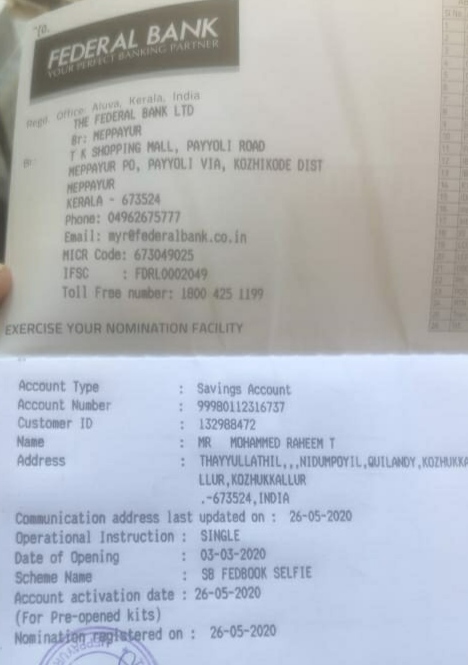 FEDERAL BANK
YOUR PERFECT BANKING PARTNER
Regd. Office: Aluva, Kerala, India
THE FEDERAL BANK LTD
Br: MEPPAYUR
T K SHOPPING MALL, PAYYOLI ROAD
MEPPAYUR PO, PAYYOLI VIA, KOZHIKODE DIST
MEPPAYUR
KERALA - 673524
Phone: 04962675777
Email: myr@federalbank.co.in
MICR Code: 673049025
IFSC : FDRL0002049
Toll Free number: 1800 425 1199
EXERCISE YOUR NOMINATION FACILITY
Account Type : Savings Account
Account Number : 99980112316737
Customer ID : 132988472
Name : MR MOHAMMED RAHEEM T
Address : THAYYULLATHIL,,,NIDUMPOYIL,QUILANDY,KOZHUKKA
LLUR,KOZHUKKALLUR
.-673524,INDIA
Communication address last updated on : 26-05-2020
Operational Instruction : SINGLE
Date of Opening : 03-03-2020
Scheme Name : SB FEDBOOK SELFIE
Account activation date : 26-05-2020
(For Pre-opened kits)
Nomination registered on : 26-05-2020